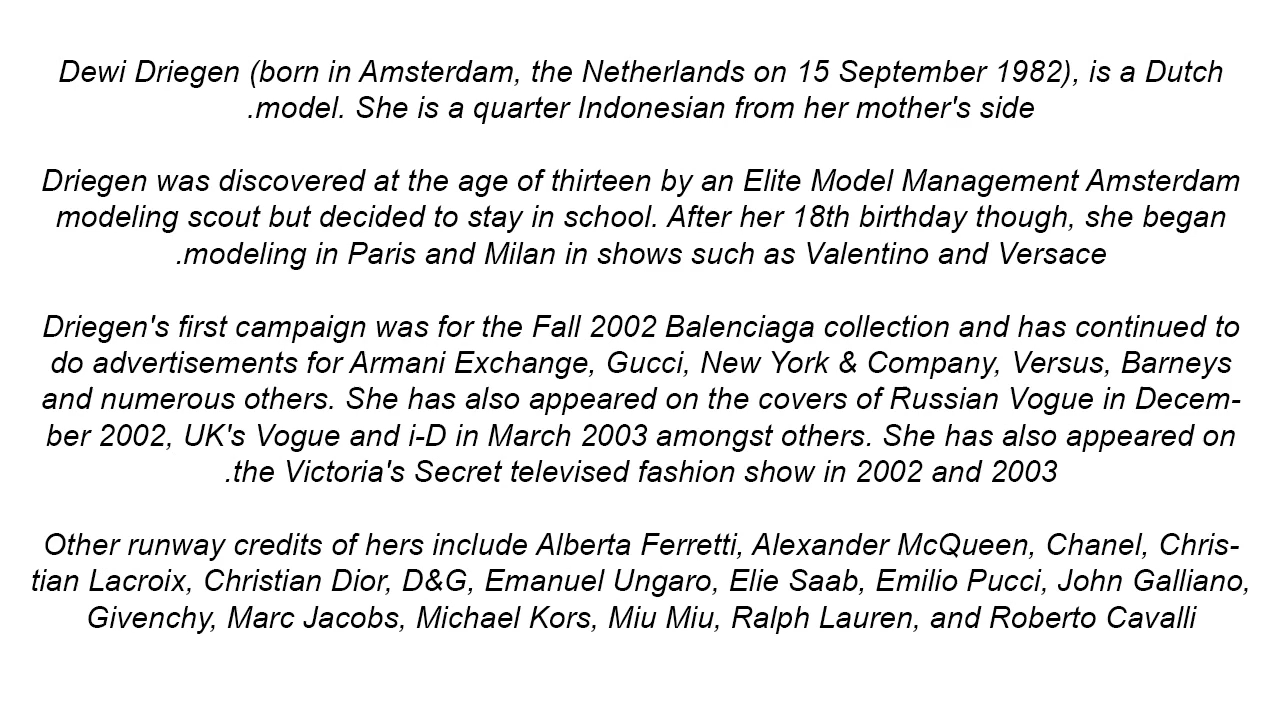 Dewi Driegen (born in Amsterdam, the Netherlands on 15 September 1982), is a Dutch
.model. She is a quarter Indonesian from her mother's side
Driegen was discovered at the age of thirteen by an Elite Model Management Amsterdam
modeling scout but decided to stay in school. After her 18th birthday though, she began
.modeling in Paris and Milan in shows such as Valentino and Versace
Driegen's first campaign was for the Fall 2002 Balenciaga collection and has continued to
do advertisements for Armani Exchange, Gucci, New York & Company, Versus, Barneys
and numerous others. She has also appeared on the covers of Russian Vogue in Decem-
ber 2002, UK's Vogue and i-D in March 2003 amongst others. She has also appeared on
.the Victoria's Secret televised fashion show in 2002 and 2003
Other runway credits of hers include Alberta Ferretti, Alexander McQueen, Chanel, Chris-
tian Lacroix, Christian Dior, D&G, Emanuel Ungaro, Elie Saab, Emilio Pucci, John Galliano,
Givenchy, Marc Jacobs, Michael Kors, Miu Miu, Ralph Lauren, and Roberto Cavalli